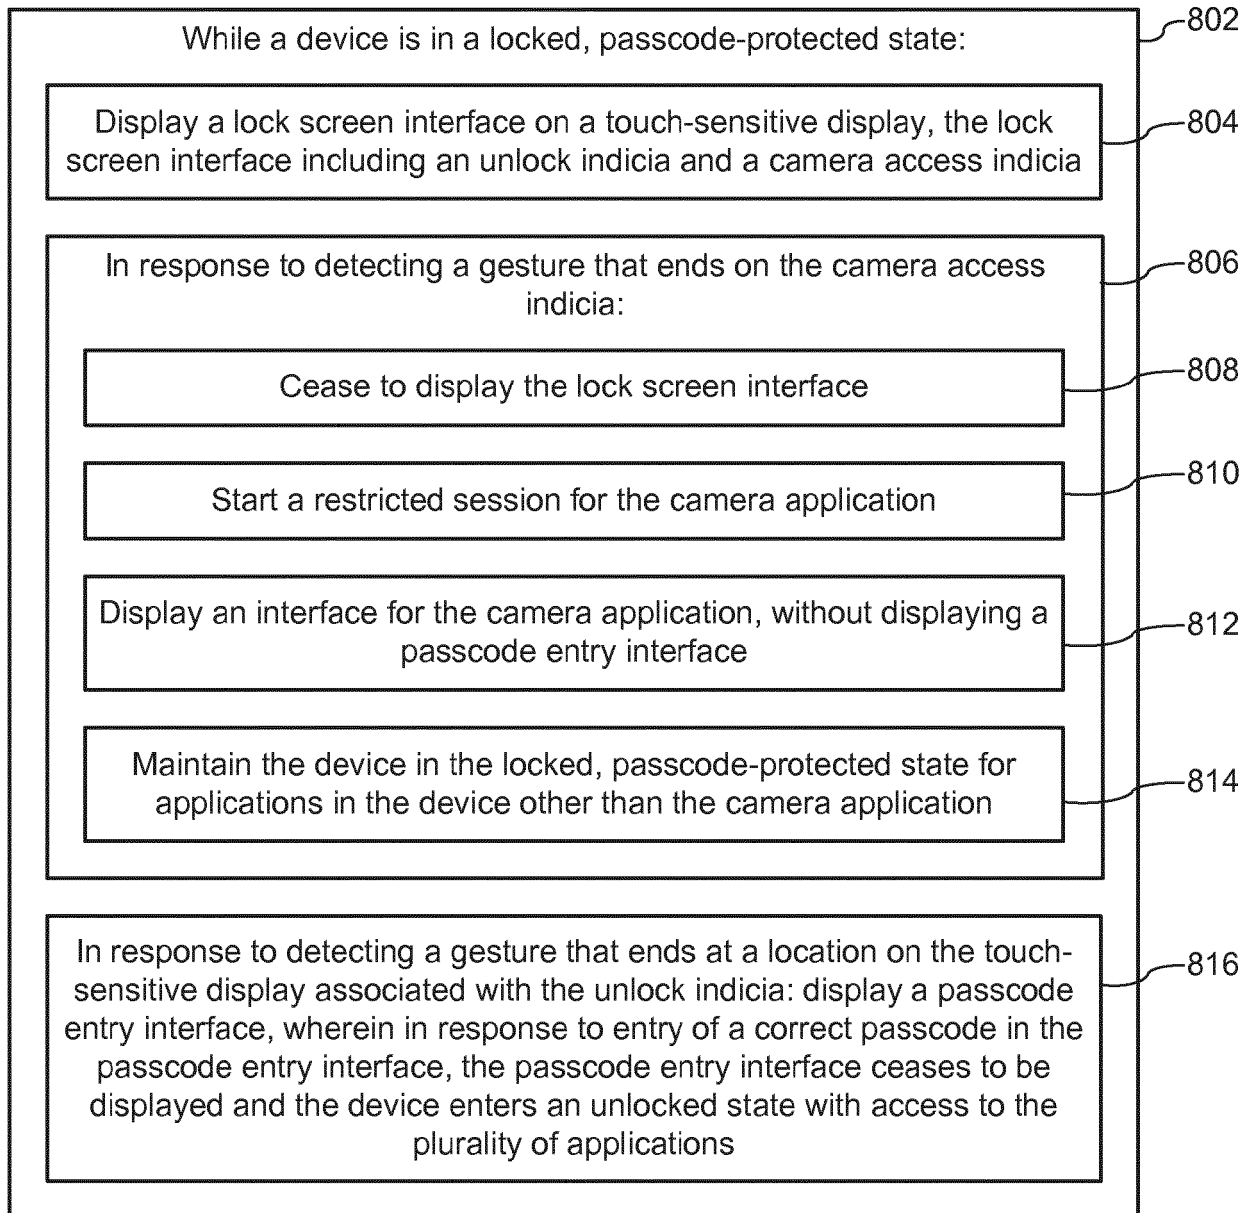 While a device is in a locked, passcode-protected state:
802
Display a lock screen interface on a touch-sensitive display, the lock
screen interface including an unlock indicia and a camera access indicia
804
In response to detecting a gesture that ends on the camera access
indicia:
806
Cease to display the lock screen interface
808
Start a restricted session for the camera application
810
Display an interface for the camera application, without displaying a
passcode entry interface
812
Maintain the device in the locked, passcode-protected state for
applications in the device other than the camera application
814
In response to detecting a gesture that ends at a location on the touch-
sensitive display associated with the unlock indicia: display a passcode
entry interface, wherein in response to entry of a correct passcode in the
passcode entry interface, the passcode entry interface ceases to be
displayed and the device enters an unlocked state with access to the
plurality of applications
816